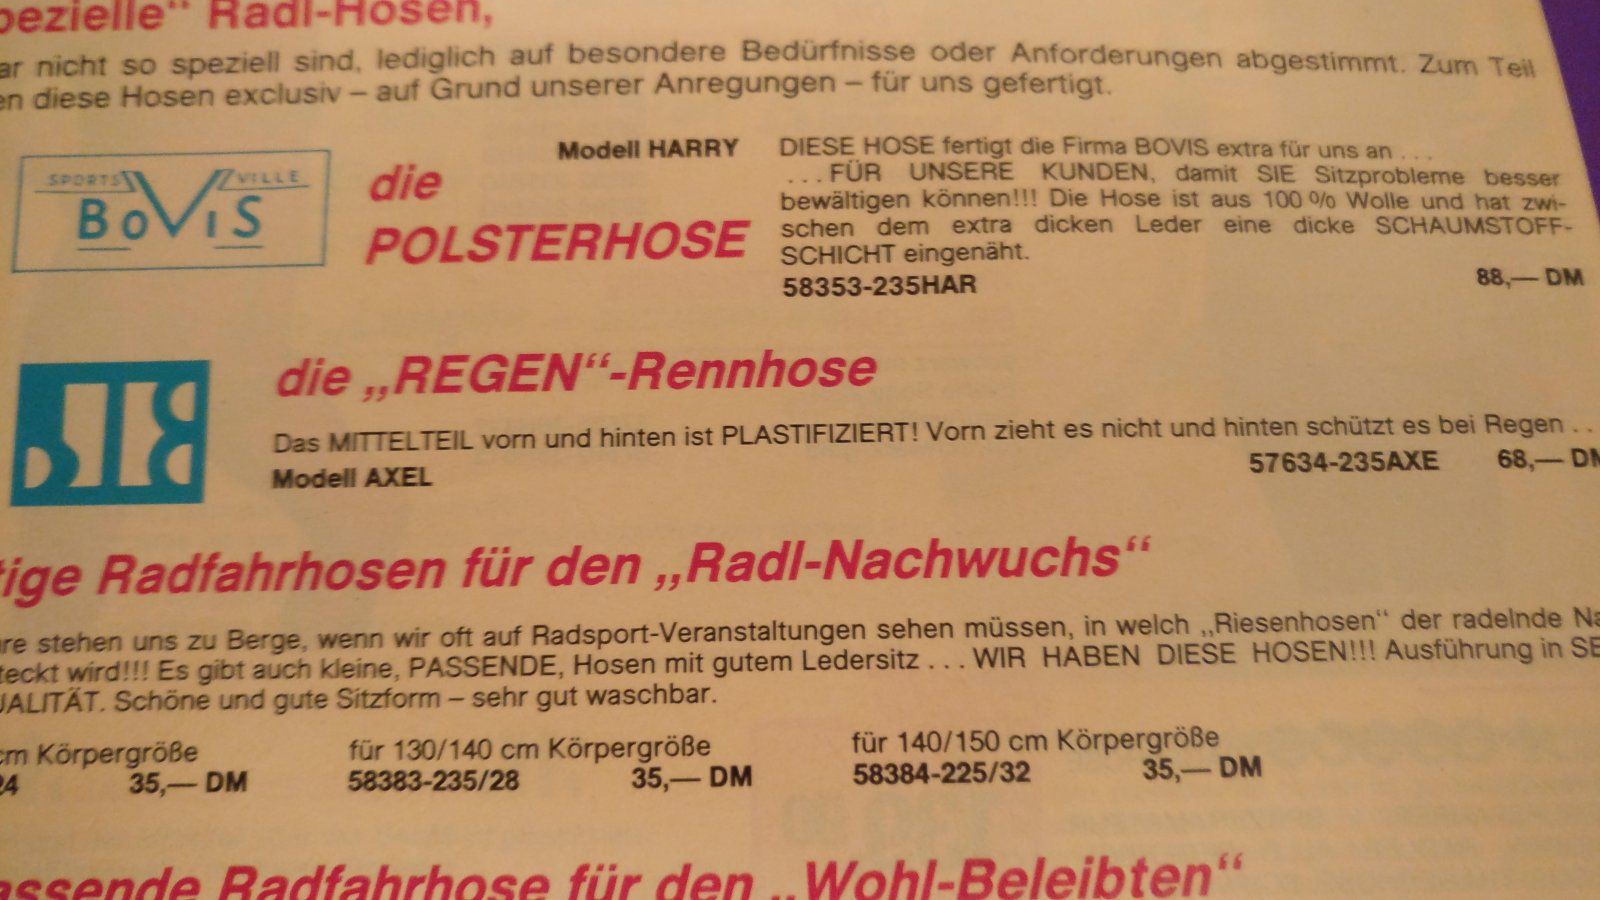 pezielle“ Radl-Hosen,
ar nicht so speziell sind, lediglich auf besondere Bedürfnisse oder Anforderungen abgestimmt. Zum Teil
en diese Hosen exclusiv – auf Grund unserer Anregungen – für uns gefertigt.
SPORTS VILLE
BOVIS
die
POLSTERHOSE
Modell HARRY
DIESE HOSE fertigt die Firma BOVIS extra für uns an . . .
. . . FÜR UNSERE KUNDEN, damit SIE Sitzprobleme besser
bewältigen können!!! Die Hose ist aus 100 % Wolle und hat zwi-
schen dem extra dicken Leder eine dicke SCHAUMSTOFF-
SCHICHT eingenäht.
58353-235HAR 88,— DM
die „REGEN“-Rennhose
Das MITTELTEIL vorn und hinten ist PLASTIFIZIERT! Vorn zieht es nicht und hinten schützt es bei Regen . .
Modell AXEL 57634-235AXE 68,— DM
tige Radfahrhosen für den „Radl-Nachwuchs“
are stehen uns zu Berge, wenn wir oft auf Radsport-Veranstaltungen sehen müssen, in welch „Riesenhosen“ der radelnde Na
teckt wird!!! Es gibt auch kleine, PASSENDE, Hosen mit gutem Ledersitz . . . WIR HABEN DIESE HOSEN!!! Ausführung in SE
UALITÄT. Schöne und gute Sitzform – sehr gut waschbar.
cm Körpergröße für 130/140 cm Körpergröße für 140/150 cm Körpergröße
24 35,— DM 58383-235/28 35,— DM 58384-225/32 35,— DM
assende Radfahrhose für den „Wohl-Beleibten“